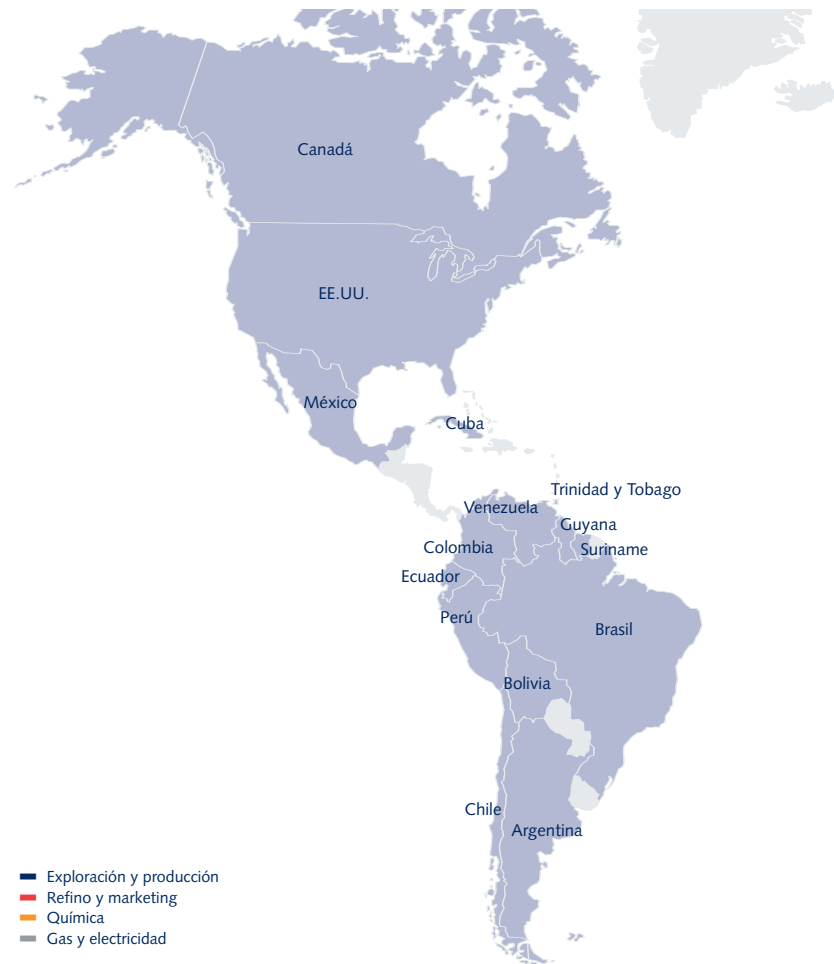 Canadá
EE.UU.
México
Cuba
Trinidad y Tobago
Venezuela
Guyana
Colombia
Suriname
Ecuador
Perú
Brasil
Bolivia
Chile
Argentina
Exploración y producción
Refino y marketing
Química
Gas y electricidad